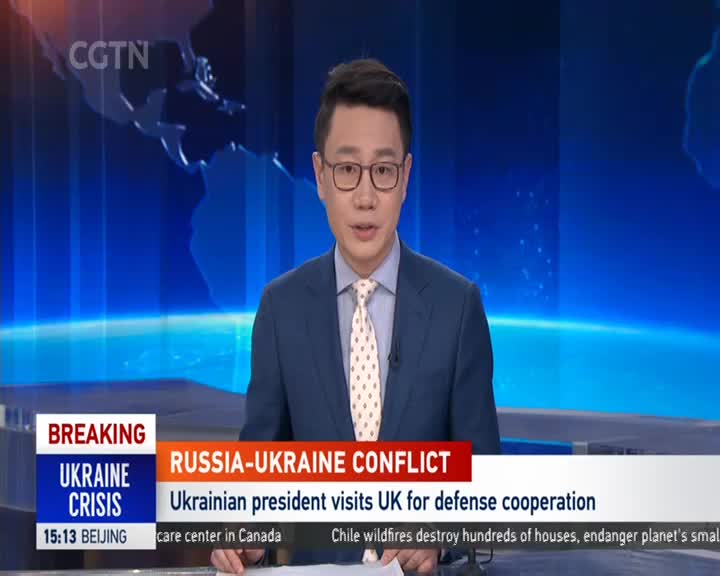 CGTN
BREAKING
RUSSIA-UKRAINE CONFLICT
UKRAINE
CRISIS
Ukrainian president visits UK for defense cooperation
15:13 BEIJING
care center in Canada Chile wildfires destroy hundreds of houses, endanger planet's smal